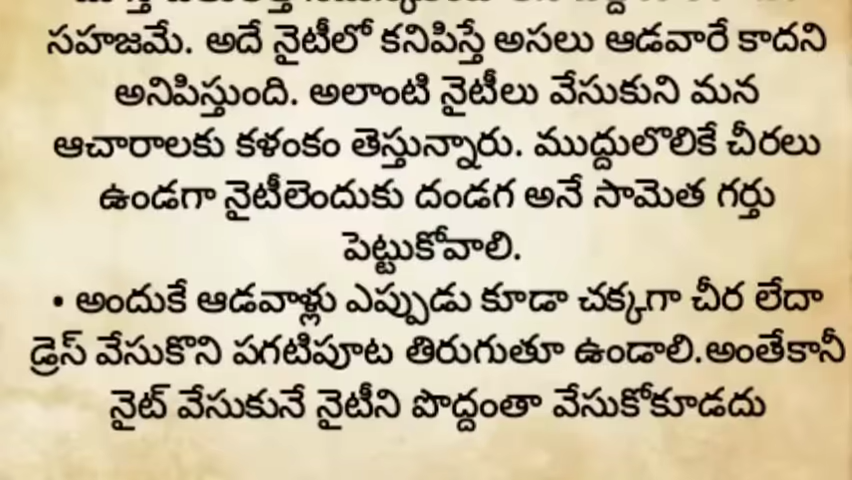 సహజమే. అదే నైటీలో కనిపిస్తే అసలు ఆడవారే కాదని
అనిపిస్తుంది. అలాంటి నైటీలు వేసుకుని మన
ఆచారాలకు కళంకం తెస్తున్నారు. ముద్దులొలికే చీరలు
ఉండగా నైటీలెందుకు దండగ అనే సామెత గర్తు
పెట్టుకోవాలి.
• అందుకే ఆడవాళ్లు ఎప్పుడు కూడా చక్కగా చీర లేదా
డ్రెస్ వేసుకొని పగటిపూట తిరుగుతూ ఉండాలి.అంతేకానీ
నైట్ వేసుకునే నైటీని పొద్దంతా వేసుకోకూడదు